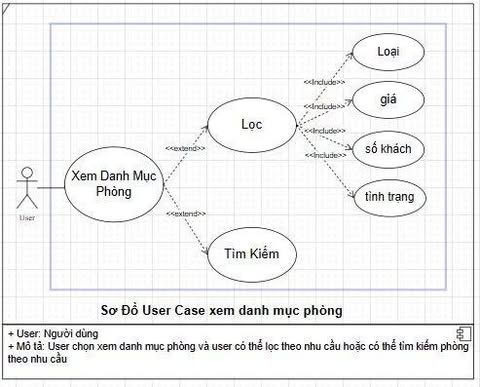 Loại
<<Include>>
giá
<<Include>>
Lọc
<<Include>>
số khách
<<extend>>
<<Include>>
Xem Danh Mục
Phòng
tình trạng
User
<<extend>>
Tìm Kiếm
Sơ Đồ User Case xem danh mục phòng
+ User: Người dùng
+ Mô tả: User chọn xem danh mục phòng và user có thể lọc theo nhu cầu hoặc có thể tìm kiếm phòng
theo nhu cầu